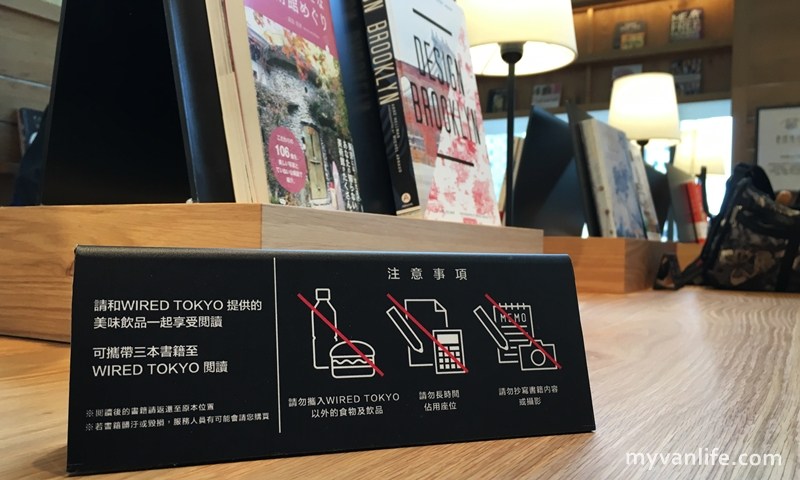 館めぐり
106
BROOKLYN
DESIGN
BROOKLYN
請和WIRED TOKYO 提供的
美味飲品一起享受閱讀
可攜帶三本書籍至
WIRED TOKYO 閱讀
※閱讀後的書籍請返還至原本位置
※若書籍髒汙或毀損，服務人員有可能會請您購買
注意事項
MEMO
請勿攜入WIRED TOKYO
以外的食物及飲品
請勿長時間
佔用座位
請勿抄寫書籍內容
或攝影
myvanlife.com